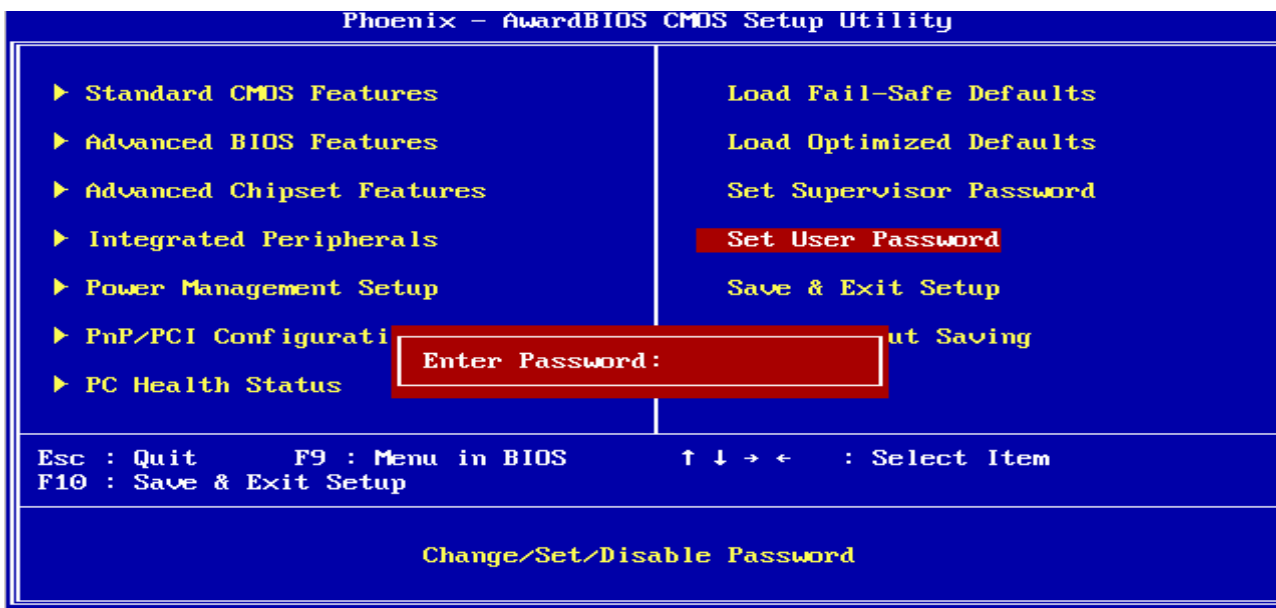 Phoenix - AwardBIOS CMOS Setup Utility
Standard CMOS Features
Advanced BIOS Features
Advanced Chipset Features
Integrated Peripherals
Power Management Setup
PnP/PCI Configurati
PC Health Status
Load Fail-Safe Defaults
Load Optimized Defaults
Set Supervisor Password
Set User Password
Save & Exit Setup
ut Saving
Enter Password:
Esc : Quit F9 : Menu in BIOS ↑ ↓ → ← : Select Item
F10 : Save & Exit Setup
Change/Set/Disable Password